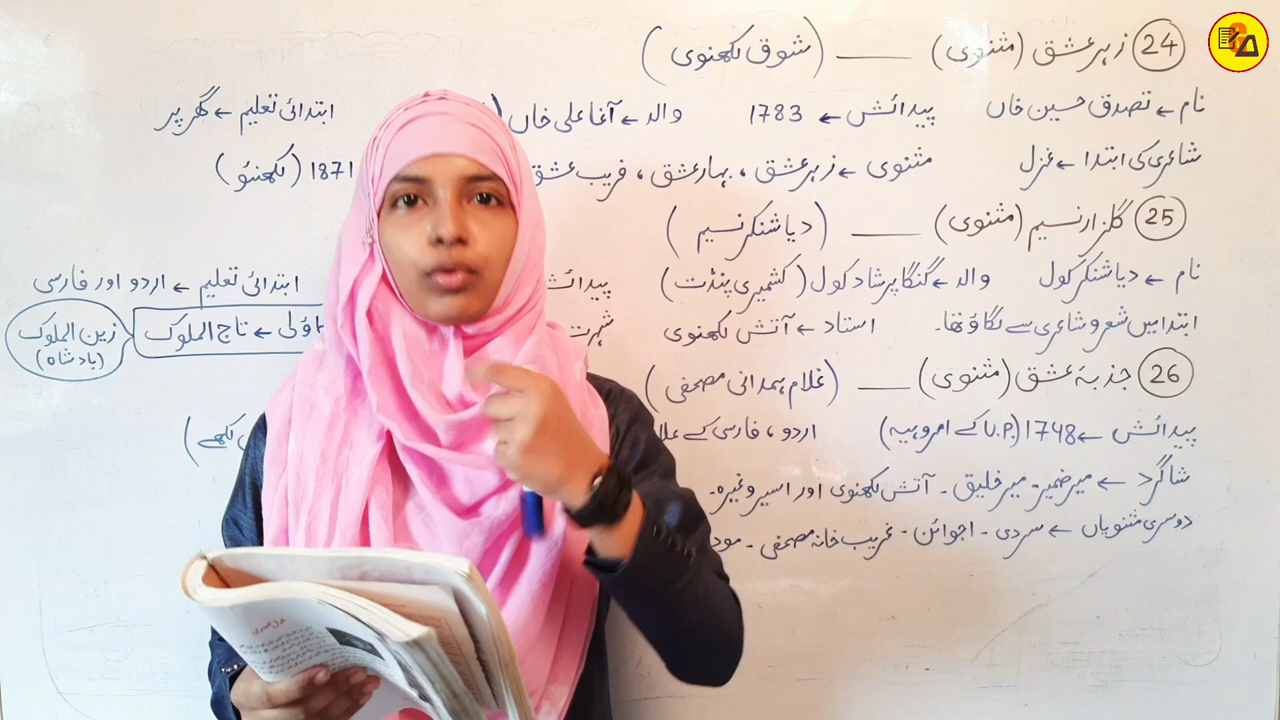 24 زہر عشق (مثنوی) ——— (شوق لکھنوی)
نام ← تصدق حسین خاں   پیدائش ← 1783   والد ← آغا علی خاں   ابتدائی تعلیم ← گھر پر
شاعری کی ابتدا ← غزل   مثنوی ← زہر عشق ، بہار عشق ، فریب عشق   1871 (لکھنئو)
25 گلزار نسیم (مثنوی) ——— (دیا شنکر نسیم)
نام ← دیا شنکر کول   والد ← گنگا پرشاد کول (کشمیری پنڈت)   پیدائش   ابتدائی تعلیم ← اردو اور فارسی
ابتدا میں شعر و شاعری سے لگاؤ تھا۔   استاد ← آتش لکھنوی   شہرت   ← تاج الملوک   زین الملوک
(بادشاہ)
26 جذبۂ عشق (مثنوی) ——— (غلام ہمدانی مصحفی)
پیدائش ← 1748 (U.P. کے امروہیہ)   اردو ، فارسی کے   لکھے)
شاگرد ← میر ضمیر۔ میر خلیق ۔ آتش لکھنوی اور اسیر وغیرہ۔
دوسری مثنویاں ← سردی ۔ اجوائن ۔ غریب خانہ مصحفی ۔